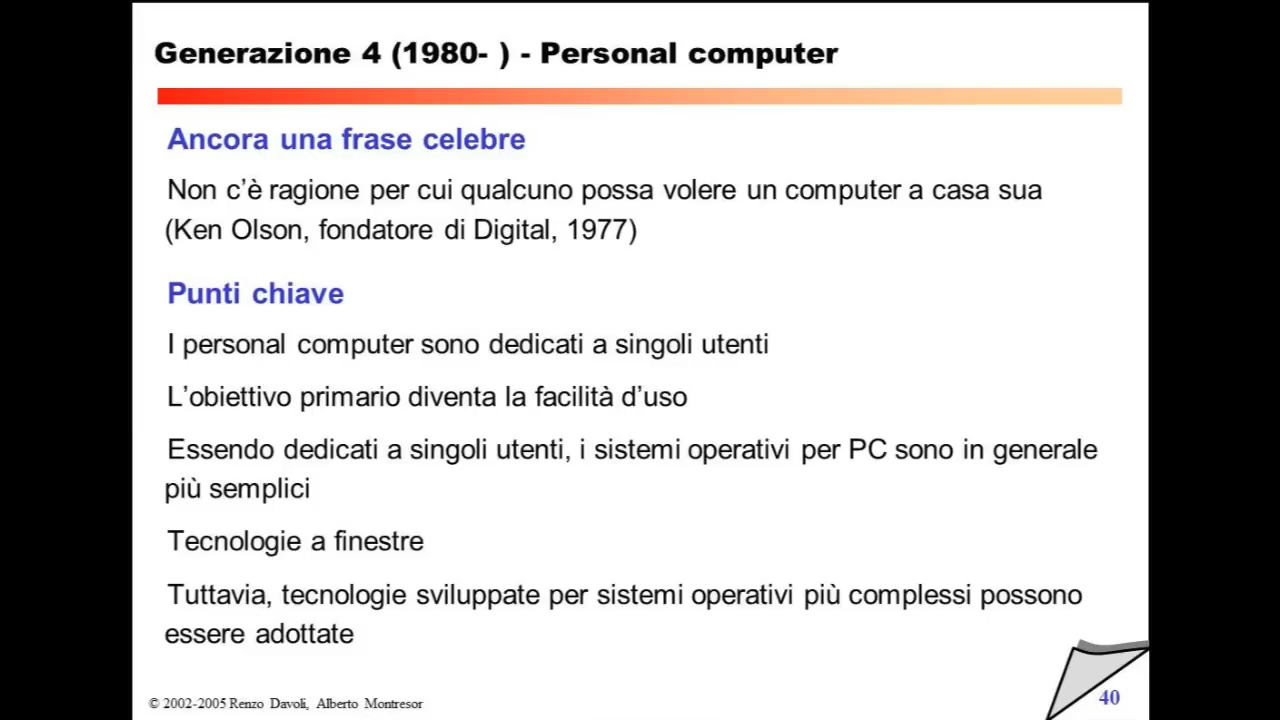 Generazione 4 (1980- ) - Personal computer
Ancora una frase celebre
Non c’è ragione per cui qualcuno possa volere un computer a casa sua
(Ken Olson, fondatore di Digital, 1977)
Punti chiave
I personal computer sono dedicati a singoli utenti
L’obiettivo primario diventa la facilità d’uso
Essendo dedicati a singoli utenti, i sistemi operativi per PC sono in generale
più semplici
Tecnologie a finestre
Tuttavia, tecnologie sviluppate per sistemi operativi più complessi possono
essere adottate
© 2002-2005 Renzo Davoli, Alberto Montresor
40